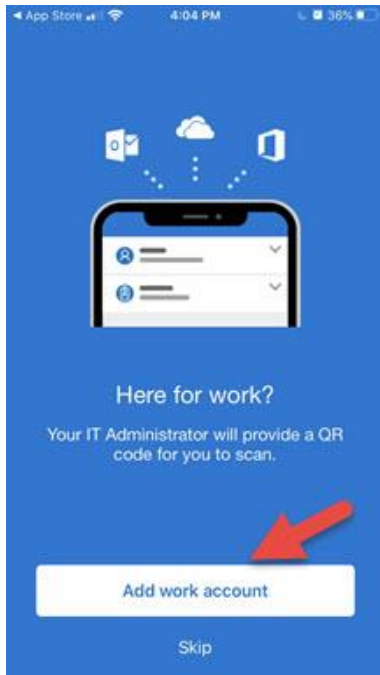 App Store
4:04 PM
36%
Here for work?
Your IT Administrator will provide a QR
code for you to scan.
Add work account
Skip